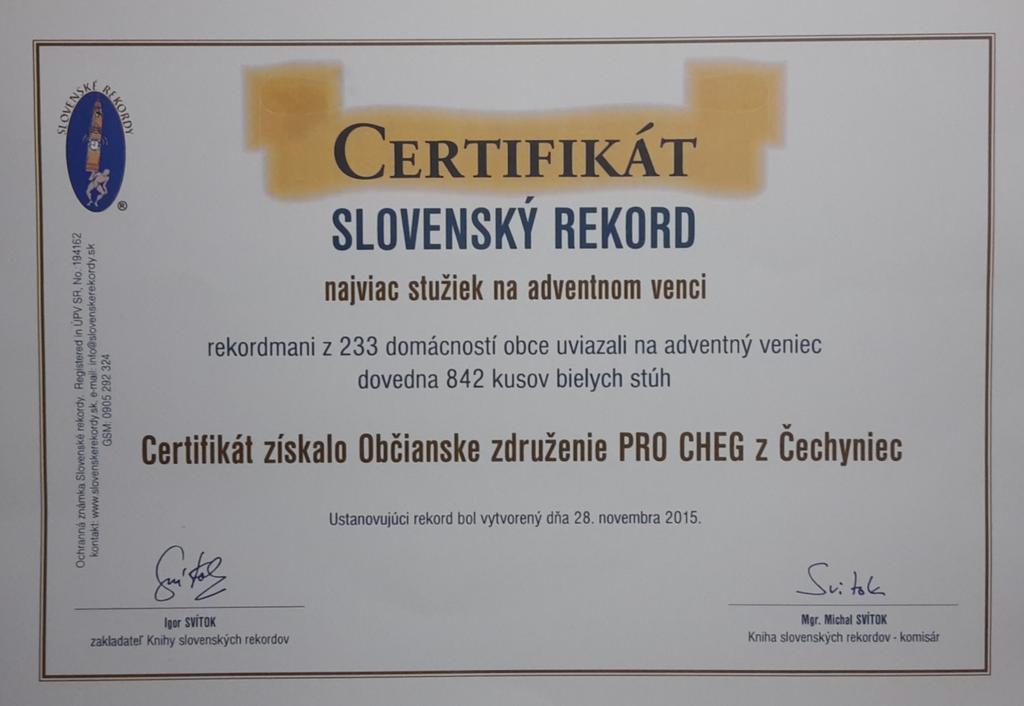 SLOVENSKÉ REKORDY
®
CERTIFIKÁT
SLOVENSKÝ REKORD
najviac stužiek na adventnom venci
rekordmani z 233 domácností obce uviazali na adventný veniec
dovedna 842 kusov bielych stúh
Certifikát získalo Občianske združenie PRO CHEG z Čechyniec
Ustanovujúci rekord bol vytvorený dňa 28. novembra 2015.
Ochranná známka Slovenské rekordy. Registered in ÚPV SR, No. 194162
kontakt: www.slovenskerekordy.sk, e-mail: info@slovenskerekordy.sk
GSM: 0905 292 324
Svítok
Igor SVÍTOK
zakladateľ Knihy slovenských rekordov
Svitok
Mgr. Michal SVÍTOK
Kniha slovenských rekordov - komisár